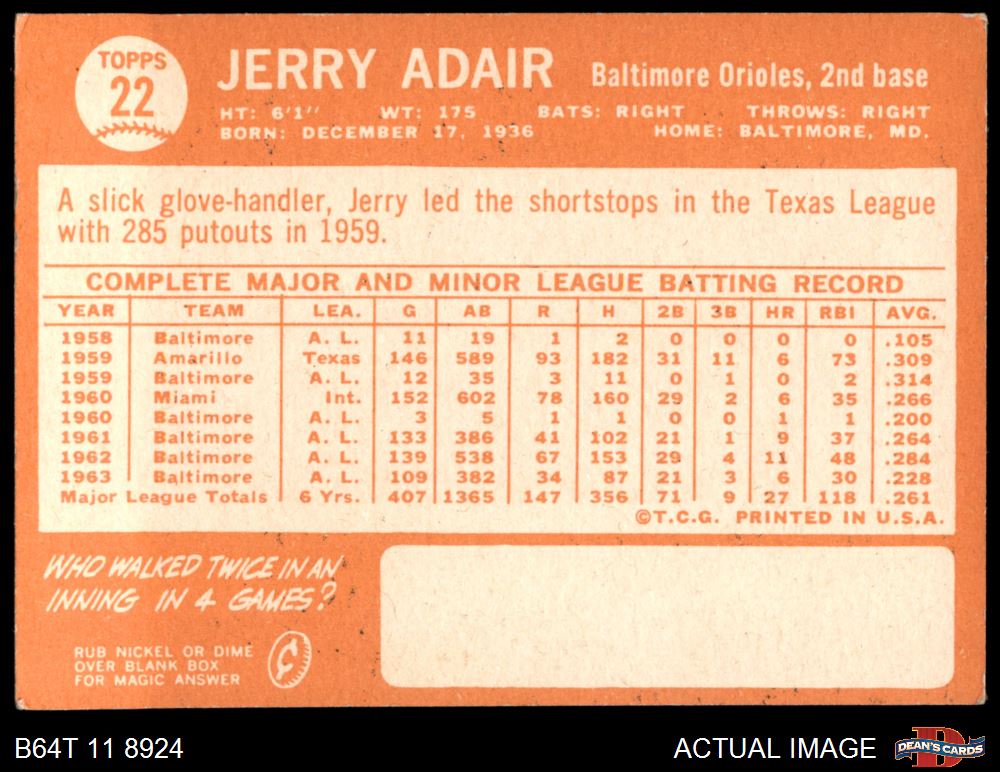 TOPPS
22
JERRY ADAIR Baltimore Orioles, 2nd base
HT: 6'1'' WT: 175 BATS: RIGHT THROWS: RIGHT
BORN: DECEMBER 17, 1936 HOME: BALTIMORE, MD.
A slick glove-handler, Jerry led the shortstops in the Texas League
with 285 putouts in 1959.
COMPLETE MAJOR AND MINOR LEAGUE BATTING RECORD
YEAR TEAM LEA. G AB R H 2B 3B HR RBI AVG.
1958 Baltimore A. L. 11 19 1 2 0 0 0 0 .105
1959 Amarillo Texas 146 589 93 182 31 11 6 73 .309
1959 Baltimore A. L. 12 35 3 11 0 1 0 2 .314
1960 Miami Int. 152 602 78 160 29 2 6 35 .266
1960 Baltimore A. L. 3 5 1 1 0 0 1 1 .200
1961 Baltimore A. L. 133 386 41 102 21 1 9 37 .264
1962 Baltimore A. L. 139 538 67 153 29 4 11 48 .284
1963 Baltimore A. L. 109 382 34 87 21 3 6 30 .228
Major League Totals 6 Yrs. 407 1365 147 356 71 9 27 118 .261
©T.C.G. PRINTED IN U.S.A.
WHO WALKED TWICE IN AN
INNING IN 4 GAMES?
RUB NICKEL OR DIME
OVER BLANK BOX
FOR MAGIC ANSWER
¢
B64T 11 8924 ACTUAL IMAGE
D
DEAN'S CARDS